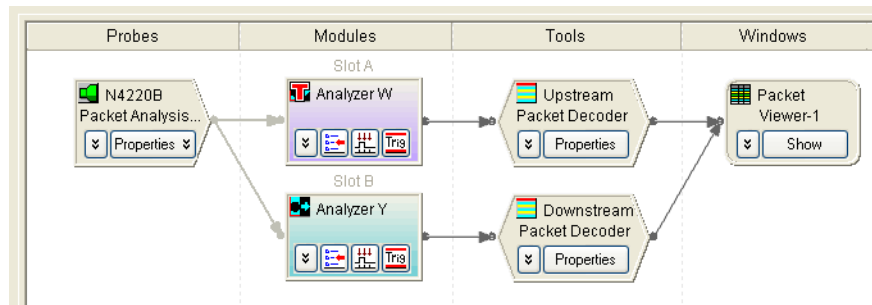 Probes Modules Tools Windows
Slot A
N4220B
Packet Analysis...
Properties
Analyzer W
Trig
Upstream
Packet Decoder
Properties
Packet
Viewer-1
Show
Slot B
Analyzer Y
Trig
Downstream
Packet Decoder
Properties